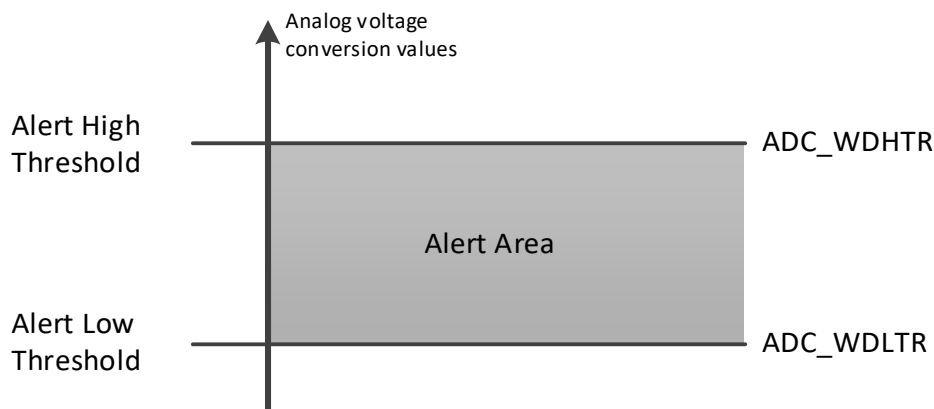 Analog voltage
conversion values
Alert High
Threshold
ADC_WDHTR
Alert Area
Alert Low
Threshold
ADC_WDLTR